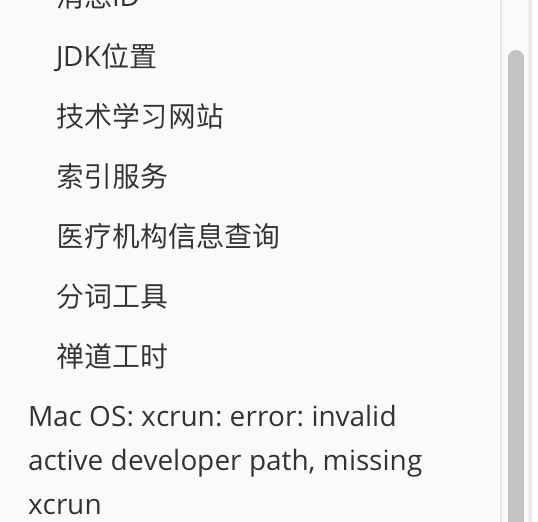 消息ID
JDK位置
技术学习网站
索引服务
医疗机构信息查询
分词工具
禅道工时
Mac OS: xcrun: error: invalid
active developer path, missing
xcrun